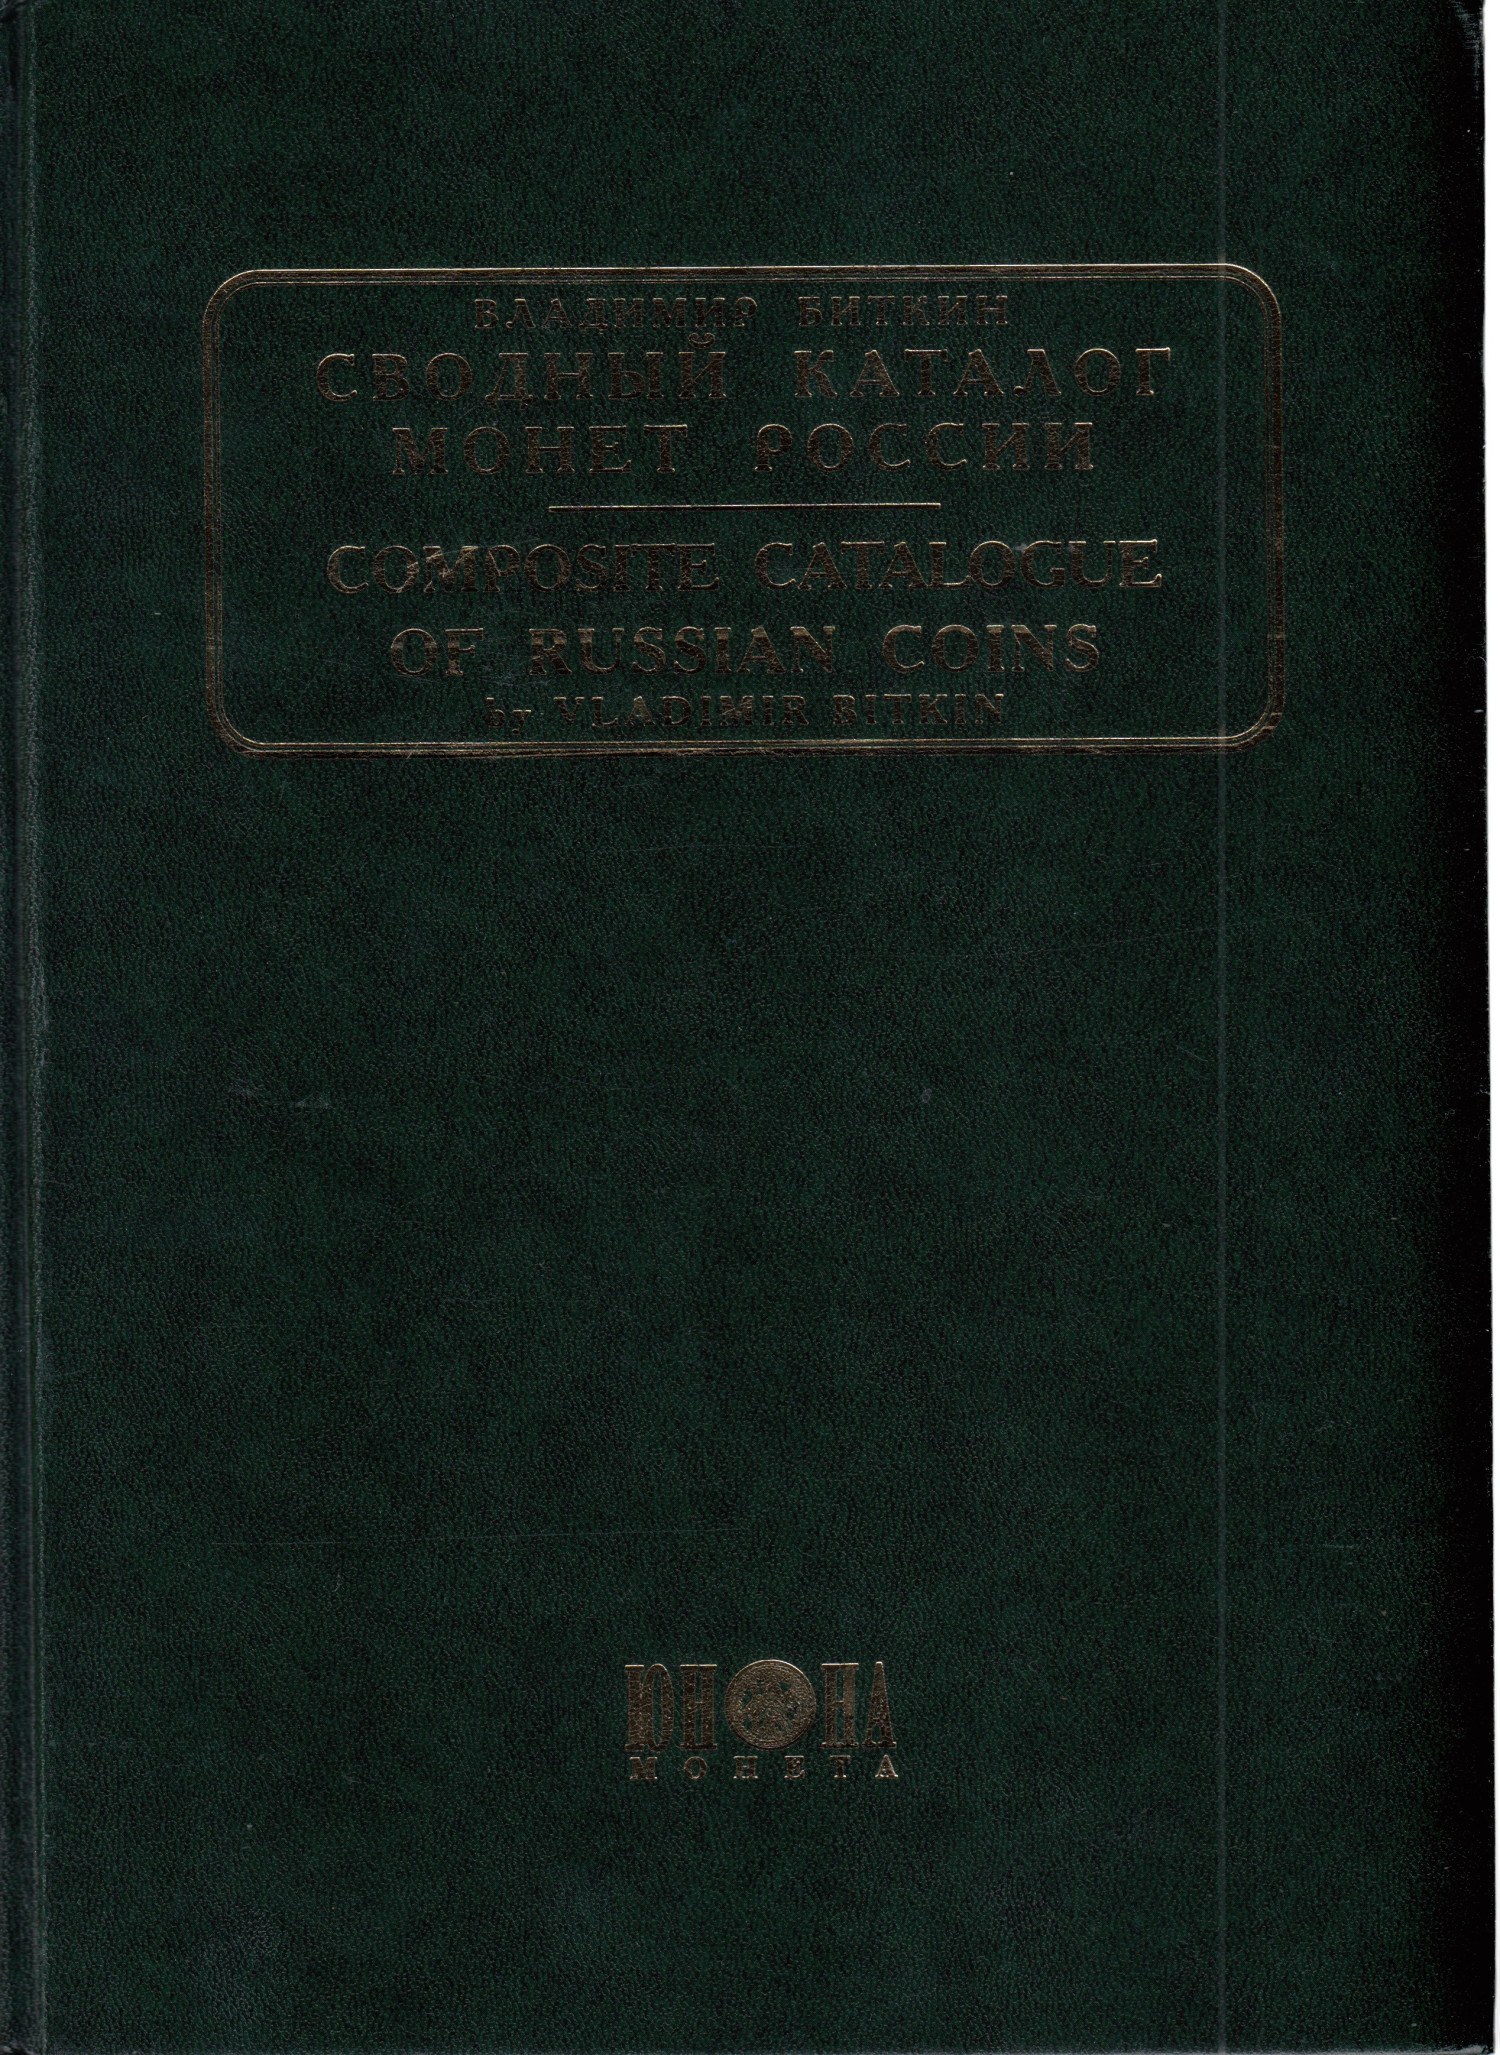 ВЛАДИМИР БИТКИН
СВОДНЫЙ КАТАЛОГ
МОНЕТ РОССИИ
COMPOSITE CATALOGUE
OF RUSSIAN COINS
by VLADIMIR BITKIN
ЮНОНА
МОНЕТА